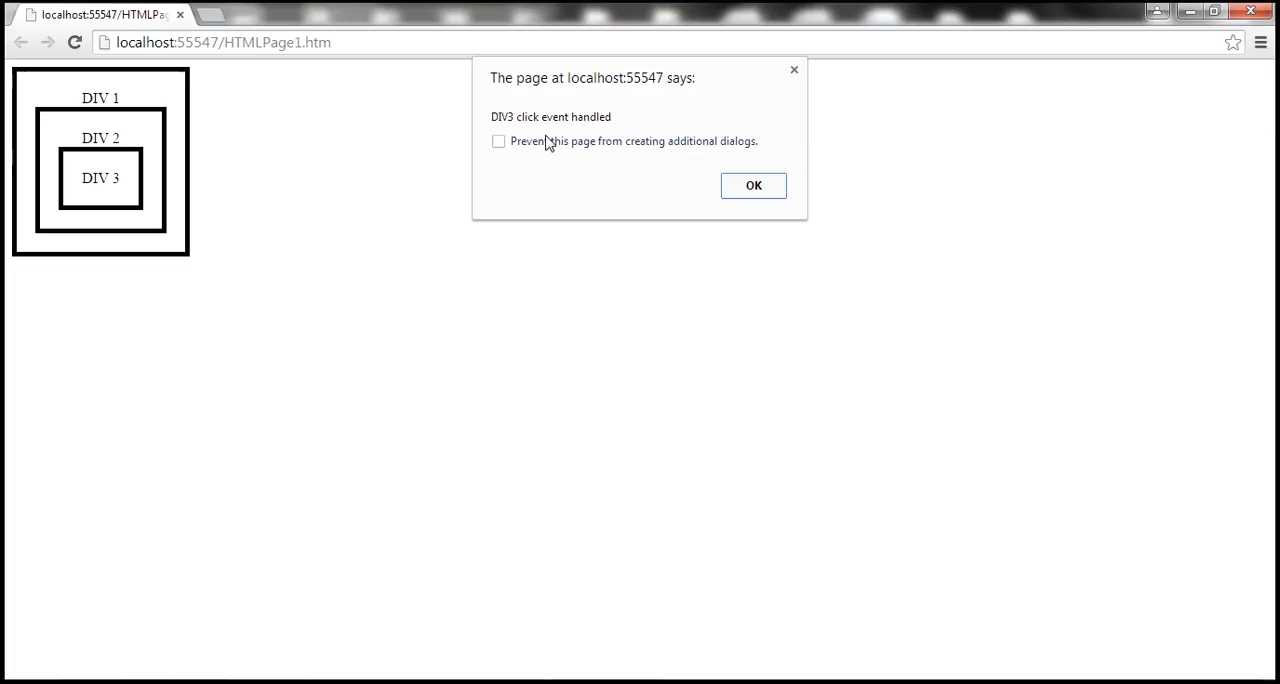 localhost:55547/HTMLPag
localhost:55547/HTMLPage1.htm
DIV 1
DIV 2
DIV 3
The page at localhost:55547 says:
DIV3 click event handled
Prevent this page from creating additional dialogs.
OK